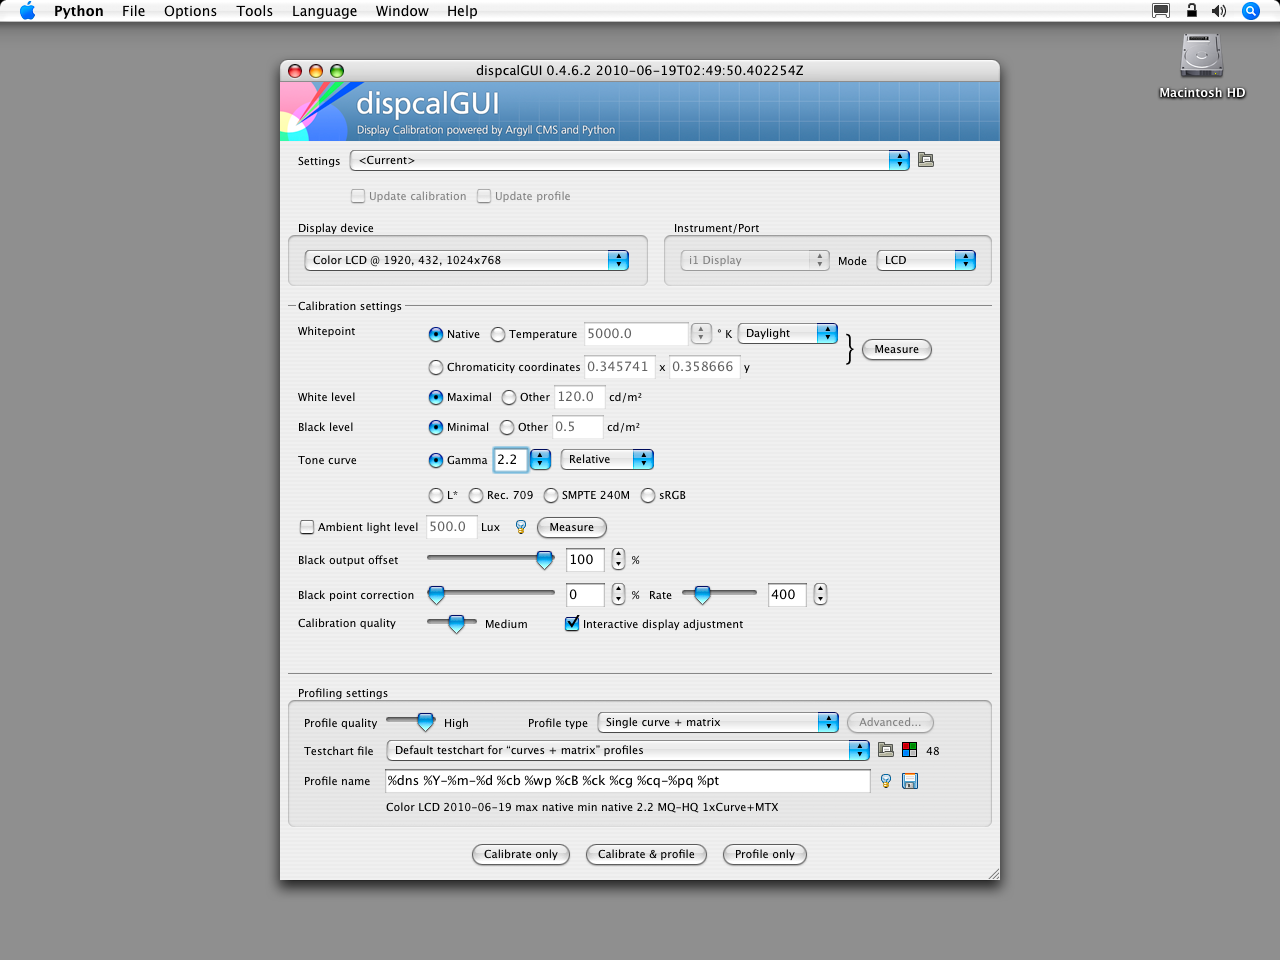 Python File Options Tools Language Window Help
Macintosh HD
dispcalGUI 0.4.6.2 2010-06-19T02:49:50.402254Z
dispcalGUI
Display Calibration powered by Argyll CMS and Python
Settings <Current>
Update calibration Update profile
Display device Instrument/Port
Color LCD @ 1920, 432, 1024x768 i1 Display Mode LCD
Calibration settings
Whitepoint Native Temperature 5000.0 ° K Daylight } Measure
Chromaticity coordinates 0.345741 x 0.358666 y
White level Maximal Other 120.0 cd/m²
Black level Minimal Other 0.5 cd/m²
Tone curve Gamma 2.2 Relative
L* Rec. 709 SMPTE 240M sRGB
Ambient light level 500.0 Lux Measure
Black output offset 100 %
Black point correction 0 % Rate 400
Calibration quality Medium Interactive display adjustment
Profiling settings
Profile quality High Profile type Single curve + matrix Advanced...
Testchart file Default testchart for “curves + matrix” profiles 48
Profile name %dns %Y-%m-%d %cb %wp %cB %ck %cg %cq-%pq %pt
Color LCD 2010-06-19 max native min native 2.2 MQ-HQ 1xCurve+MTX
Calibrate only Calibrate & profile Profile only